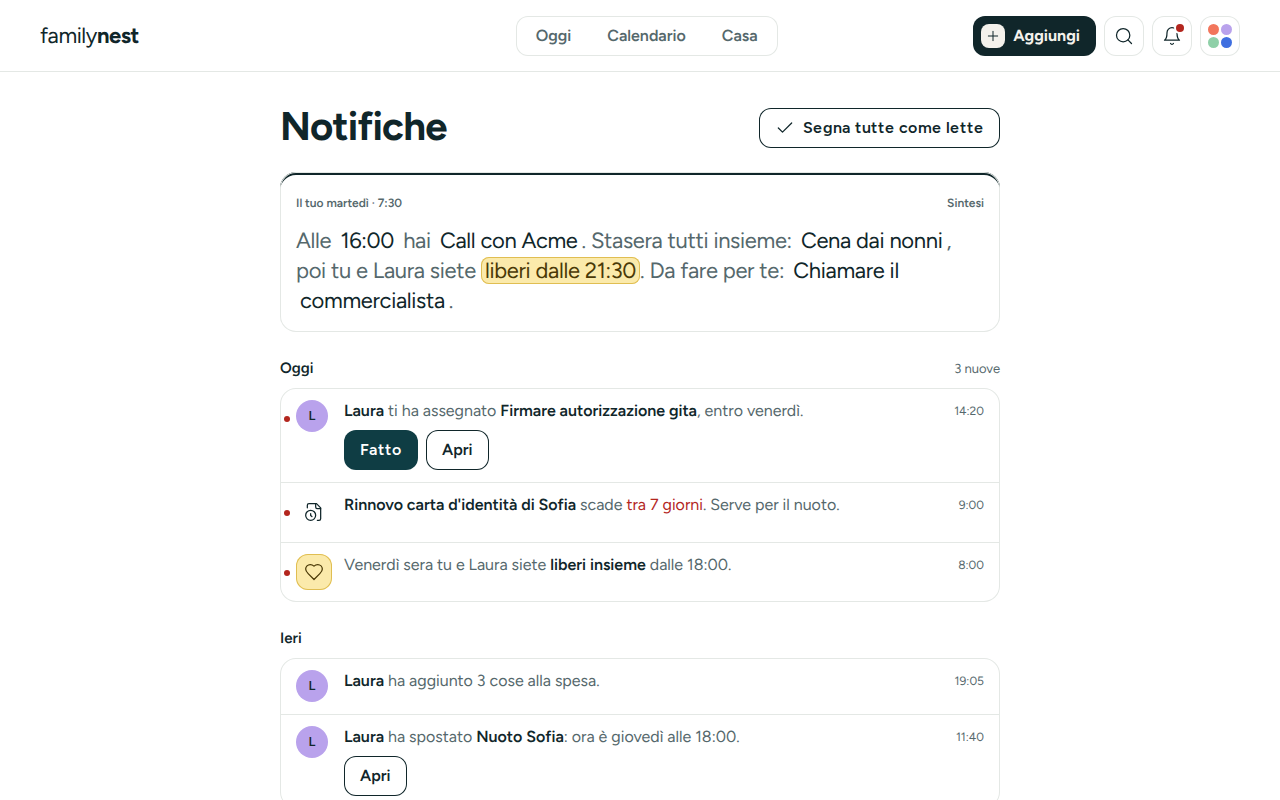 familynest
Oggi Calendario Casa
Aggiungi
Notifiche
Segna tutte come lette
Il tuo martedì · 7:30
Sintesi
Alle 16:00 hai Call con Acme. Stasera tutti insieme: Cena dai nonni,
poi tu e Laura siete liberi dalle 21:30. Da fare per te: Chiamare il
commercialista.
Oggi
3 nuove
L
Laura ti ha assegnato Firmare autorizzazione gita, entro venerdì.
14:20
Fatto Apri
Rinnovo carta d'identità di Sofia scade tra 7 giorni. Serve per il nuoto.
9:00
Venerdì sera tu e Laura siete liberi insieme dalle 18:00.
8:00
Ieri
L
Laura ha aggiunto 3 cose alla spesa.
19:05
L
Laura ha spostato Nuoto Sofia: ora è giovedì alle 18:00.
11:40
Apri